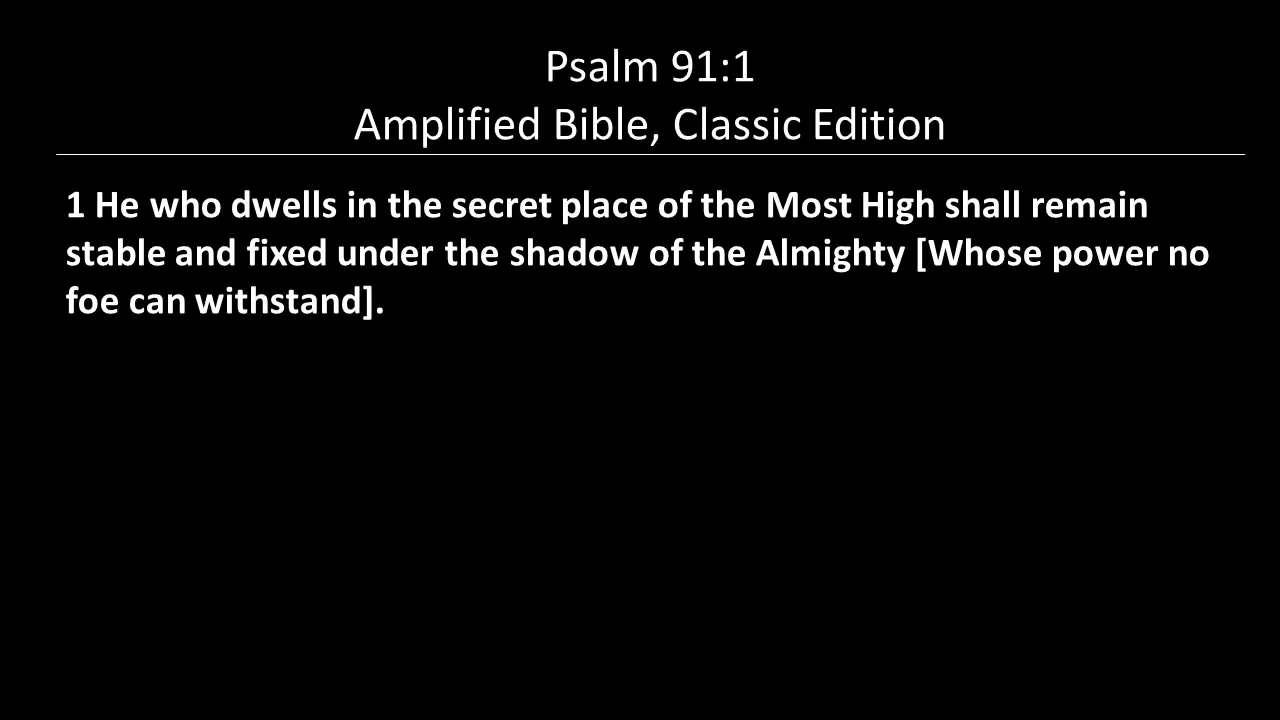 Psalm 91:1
Amplified Bible, Classic Edition
1 He who dwells in the secret place of the Most High shall remain
stable and fixed under the shadow of the Almighty [Whose power no
foe can withstand].